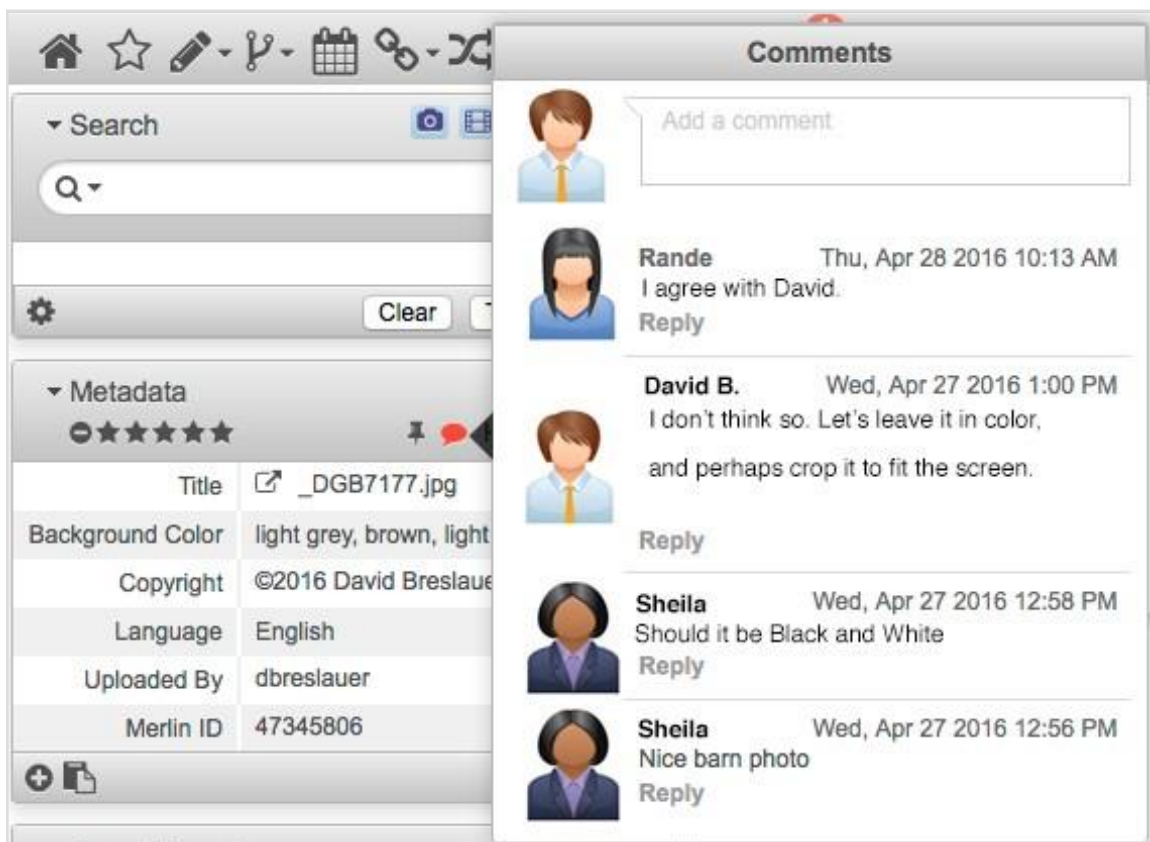 Search
Clear
Metadata
Title _DGB7177.jpg
Background Color light grey, brown, light
Copyright ©2016 David
Language English
Uploaded By dbreslauer
Merlin ID 47345806
Comments
Add a comment
Rande Thu, Apr 28 2016 10:13 AM
I agree with David.
Reply
David B. Wed, Apr 27 2016 1:00 PM
I don't think so. Let's leave it in color,
and perhaps crop it to fit the screen.
Reply
Sheila Wed, Apr 27 2016 12:58 PM
Should it be Black and White
Reply
Sheila Wed, Apr 27 2016 12:56 PM
Nice barn photo
Reply